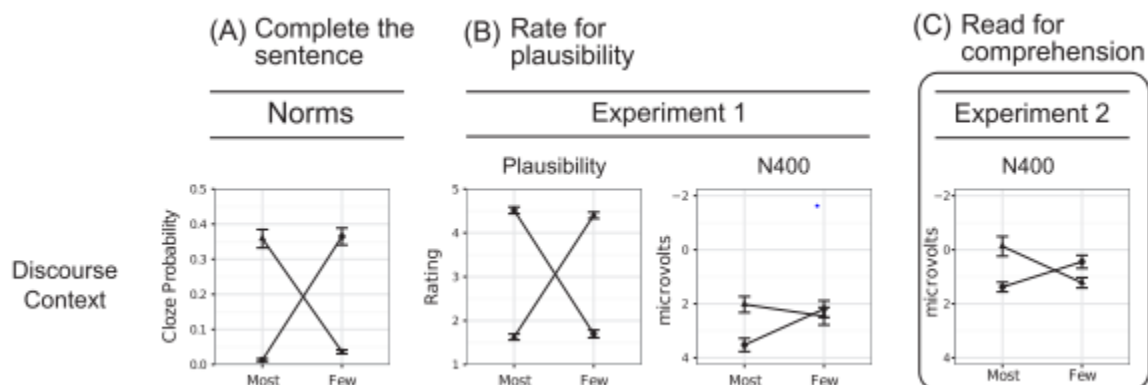 (A) Complete the
sentence
(B) Rate for
plausibility
(C) Read for
comprehension
Norms
Experiment 1
Experiment 2
Plausibility
N400
N400
Discourse
Context
Cloze Probability
0.5
0.4
0.3
0.2
0.1
0.0
Most Few
Rating
5
4
3
2
1
Most Few
microvolts
−2
0
2
4
Most Few
microvolts
−2
0
2
4
Most Few